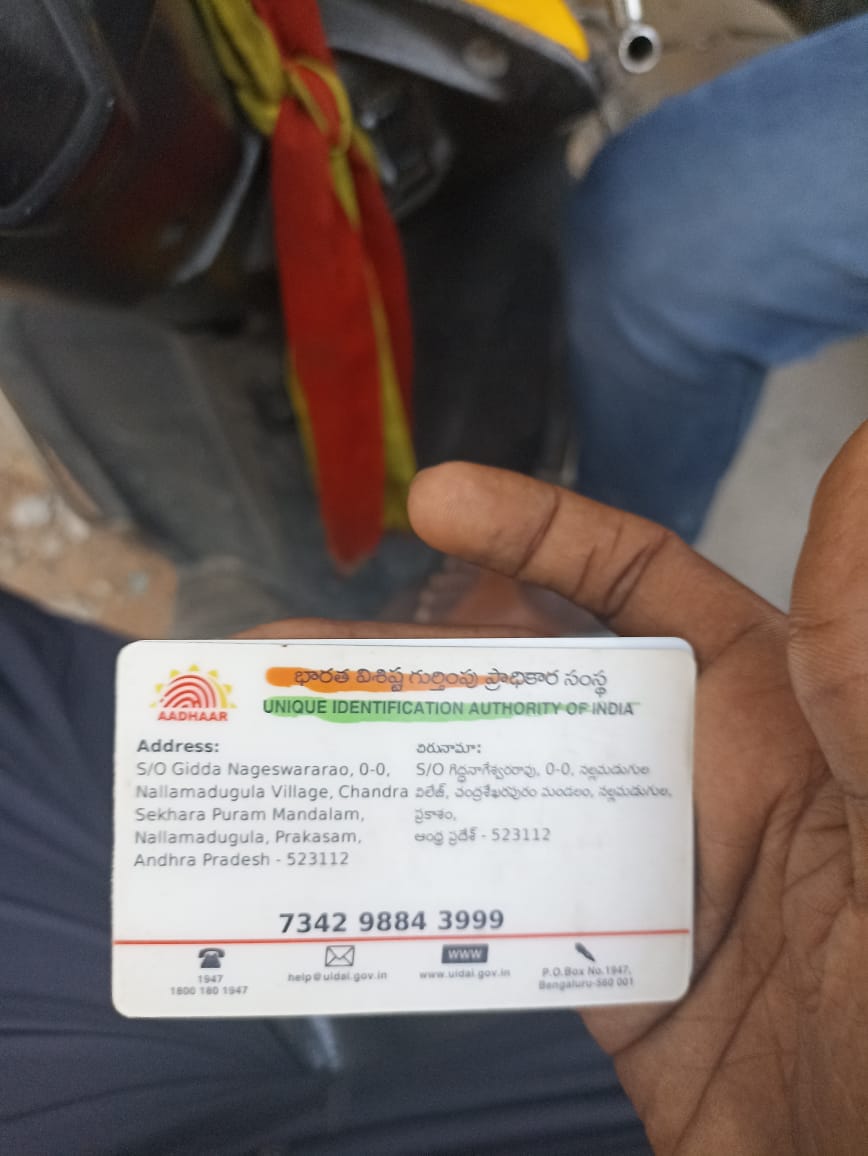 భారత విశిష్ట గుర్తింపు ప్రాధికార సంస్థ
UNIQUE IDENTIFICATION AUTHORITY OF INDIA
AADHAAR
Address:
S/O Gidda Nageswararao, 0-0,
Nallamadugula Village, Chandra
Sekhara Puram Mandalam,
Nallamadugula, Prakasam,
Andhra Pradesh - 523112
చిరునామా:
S/O గిద్దనాగేశ్వరరావు, 0-0, నల్లమడుగుల
విలేజ్, చంద్రశేఖరపురం మండలం, నల్లమడుగుల,
ప్రకాశం,
ఆంధ్ర ప్రదేశ్ - 523112
7342 9884 3999
1947
1800 180 1947
help@uidai.gov.in
WWW
www.uidai.gov.in
P.O.Box No.1947,
Bengaluru-560 001